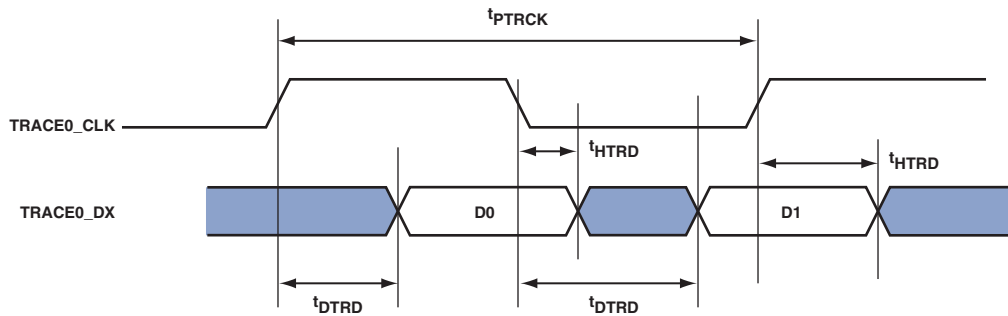 tPTRCK
TRACE0_CLK
tHTRD
tHTRD
TRACE0_DX
D0
D1
tDTRD
tDTRD